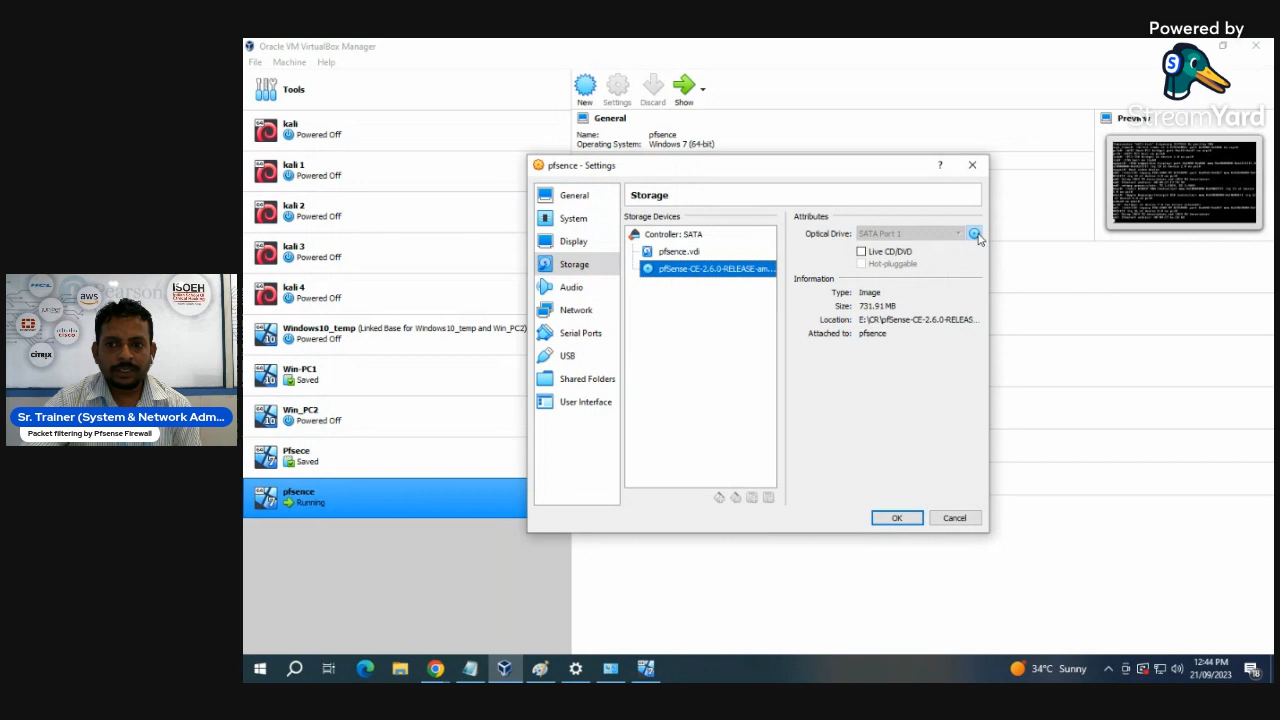 Powered by
StreamYard
Oracle VM VirtualBox Manager
File Machine Help
Tools
New Settings Discard Show
kali
Powered Off
kali 1
Powered Off
kali 2
Powered Off
kali 3
Powered Off
kali 4
Powered Off
Windows10_temp (Linked Base for Windows10_temp and Win_PC2)
Powered Off
Win-PC1
Saved
Win_PC2
Powered Off
Pfsece
Saved
pfsence
Running
General
Name: pfsence
Operating System: Windows 7 (64-bit)
Preview
pfsence - Settings
?
General
System
Display
Storage
Audio
Network
Serial Ports
USB
Shared Folders
User Interface
Storage
Storage Devices
Controller: SATA
pfsence.vdi
pfSense-CE-2.6.0-RELEASE-am...
Attributes
Optical Drive: SATA Port 1
Live CD/DVD
Hot-pluggable
Information
Type: Image
Size: 731.91 MB
Location: E:\CR\pfSense-CE-2.6.0-RELEAS...
Attached to: pfsence
OK Cancel
HCL
aws
Pearson
ISOEH
cisco
CITRIX
Sr. Trainer (System & Network Adm...
Packet filtering by Pfsense Firewall
34°C Sunny
12:44 PM
21/09/2023
18